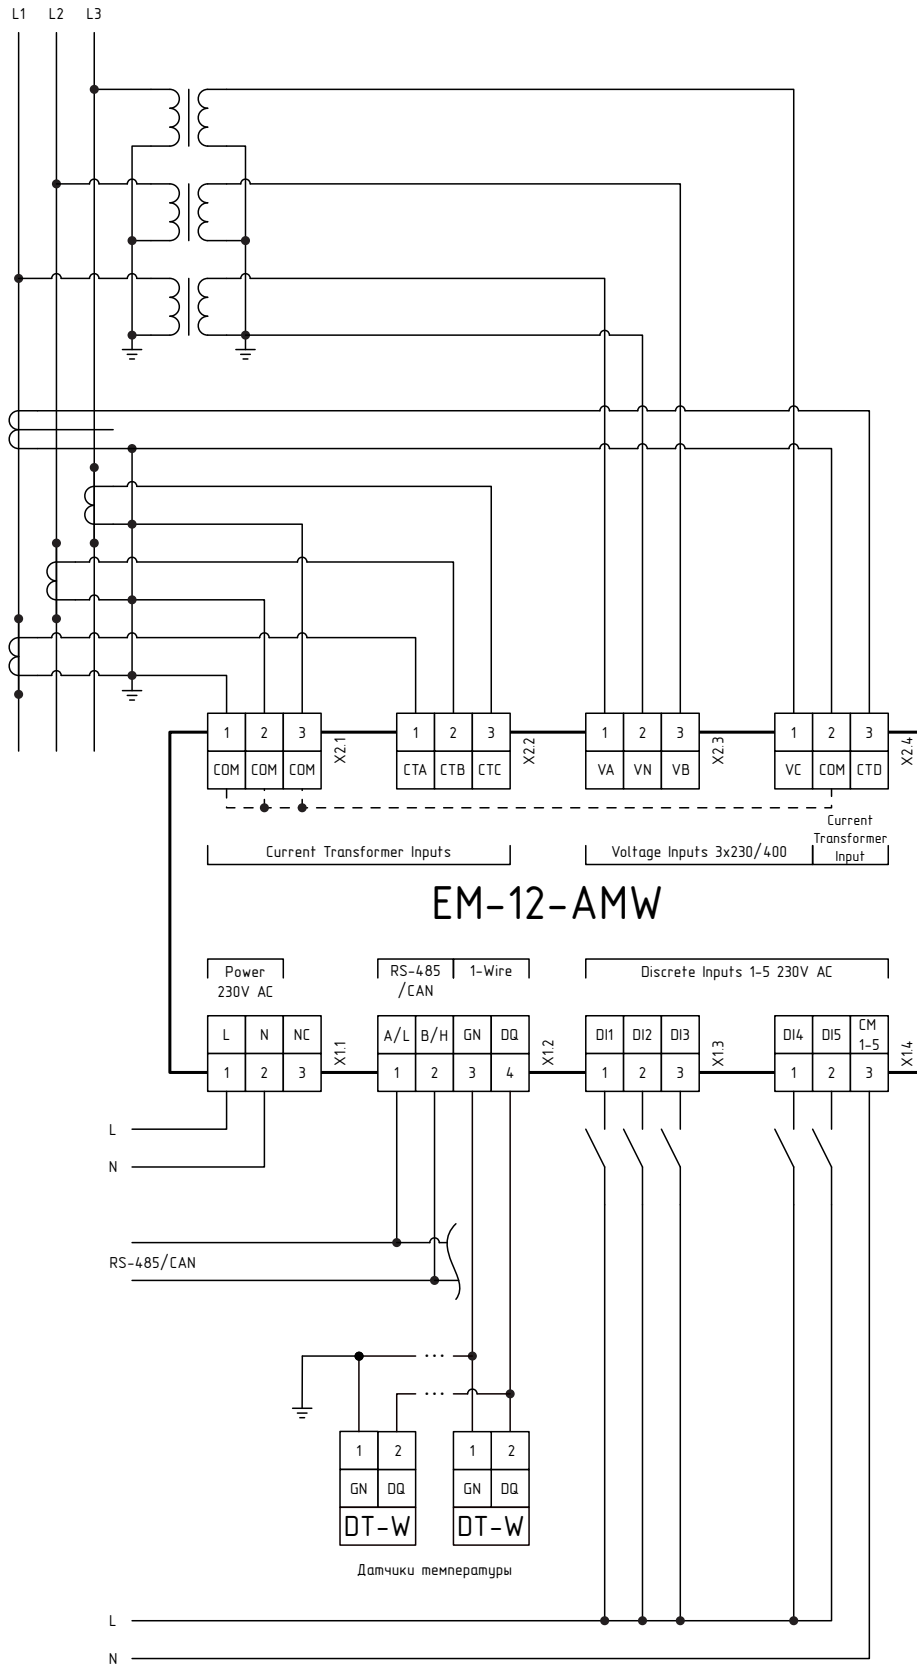 L1 L2 L3
1 2 3 X2.1 1 2 3 X2.2 1 2 3 X2.3 1 2 3 X2.4
COM COM COM CTA CTB CTC VA VN VB VC COM CTD
Current Transformer Inputs
Voltage Inputs 3x230/400
Current
Transformer
Input
EM-12-AMW
Power
230V AC
RS-485
/CAN
1-Wire
Discrete Inputs 1-5 230V AC
L N NC X1.1 A/L B/H GN DQ X1.2 DI1 DI2 DI3 X1.3 DI4 DI5 CM
1-5 X1.4
1 2 3 1 2 3 4 1 2 3 1 2 3
L
N
RS-485/CAN
... 
...
1 2 1 2
GN DQ GN DQ
DT-W DT-W
Датчики температуры
L
N